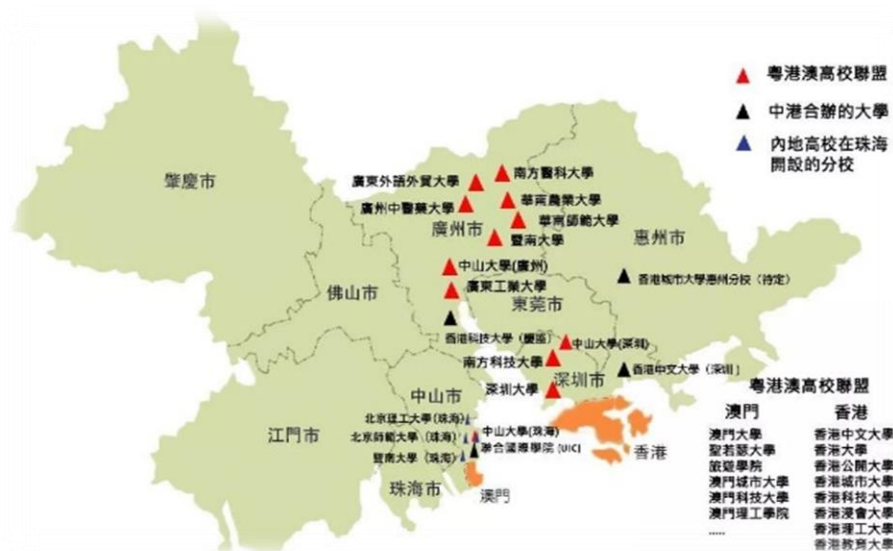 粵港澳高校聯盟
中港合辦的大學
內地高校在珠海
開設的分校
肇慶市
南方醫科大學
廣東外語外貿大學
華南農業大學
廣州中醫藥大學
華南師範大學
廣州市
暨南大學
惠州市
中山大學(廣州)
香港城市大學惠州分校（待定）
廣東工業大學
佛山市
東莞市
香港科技大學（慶盛）
中山大學(深圳)
南方科技大學
香港中文大學（深圳）
深圳市
深圳大學
中山市
北京理工大學(珠海)
中山大學(珠海)
北京師範大學（珠海）
聯合國際學院 (UIC)
暨南大學（珠海）
江門市
香港
珠海市
澳門
粵港澳高校聯盟
澳門
香港
澳門大學
香港中文大學
聖若瑟大學
香港大學
旅遊學院
香港公開大學
澳門城市大學
香港城市大學
澳門科技大學
香港科技大學
澳門理工學院
香港浸會大學
.....
香港理工大學
香港教育大學